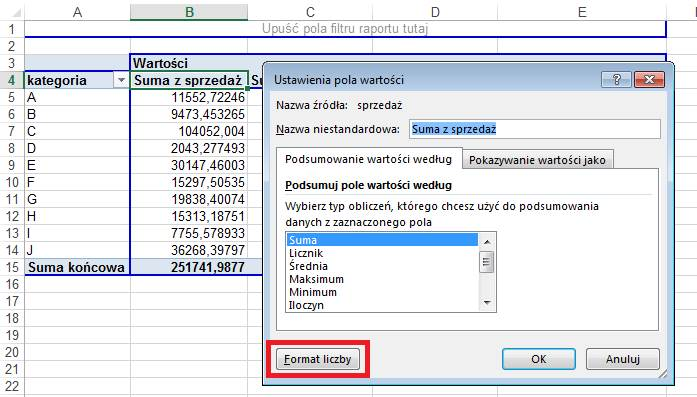 A B C D E
1 Upuść pola filtru raportu tutaj
2
3 Wartości
4 kategoria Suma z sprzedaż Su
5 A 11552,72246
6 B 9473,453265
7 C 104052,004
8 D 2043,277493
9 E 30147,46003
10 F 15297,50535
11 G 19838,40074
12 H 15313,18751
13 I 7755,578933
14 J 36268,39797
15 Suma końcowa 251741,9877
16
17
18
19
20
21
22
Ustawienia pola wartości
Nazwa źródła: sprzedaż
Nazwa niestandardowa: Suma z sprzedaż
Podsumowanie wartości według Pokazywanie wartości jako
Podsumuj pole wartości według
Wybierz typ obliczeń, którego chcesz użyć do podsumowania
danych z zaznaczonego pola
Suma
Licznik
Średnia
Maksimum
Minimum
Iloczyn
Format liczby OK Anuluj